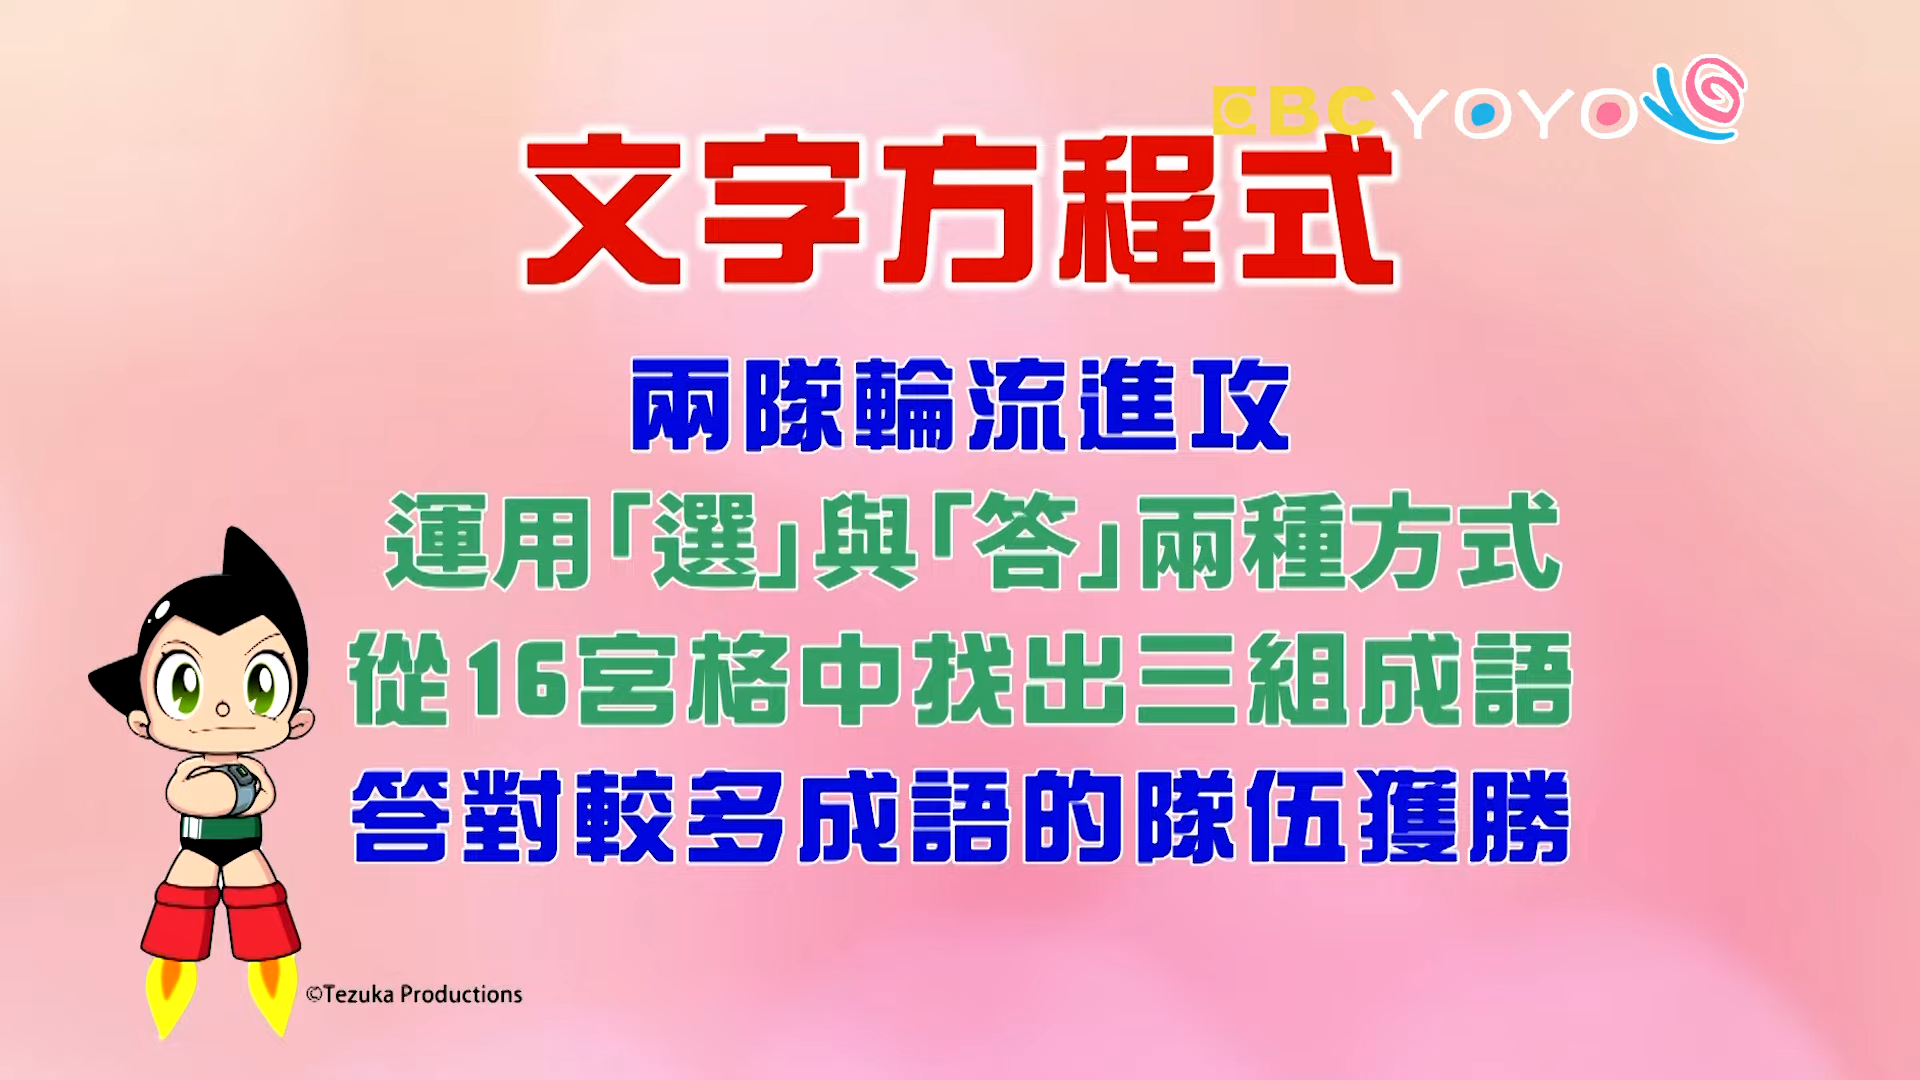 EBC YOYO
文字方程式
兩隊輪流進攻
運用「選」與「答」兩種方式
從16宮格中找出三組成語
答對較多成語的隊伍獲勝
©Tezuka Productions